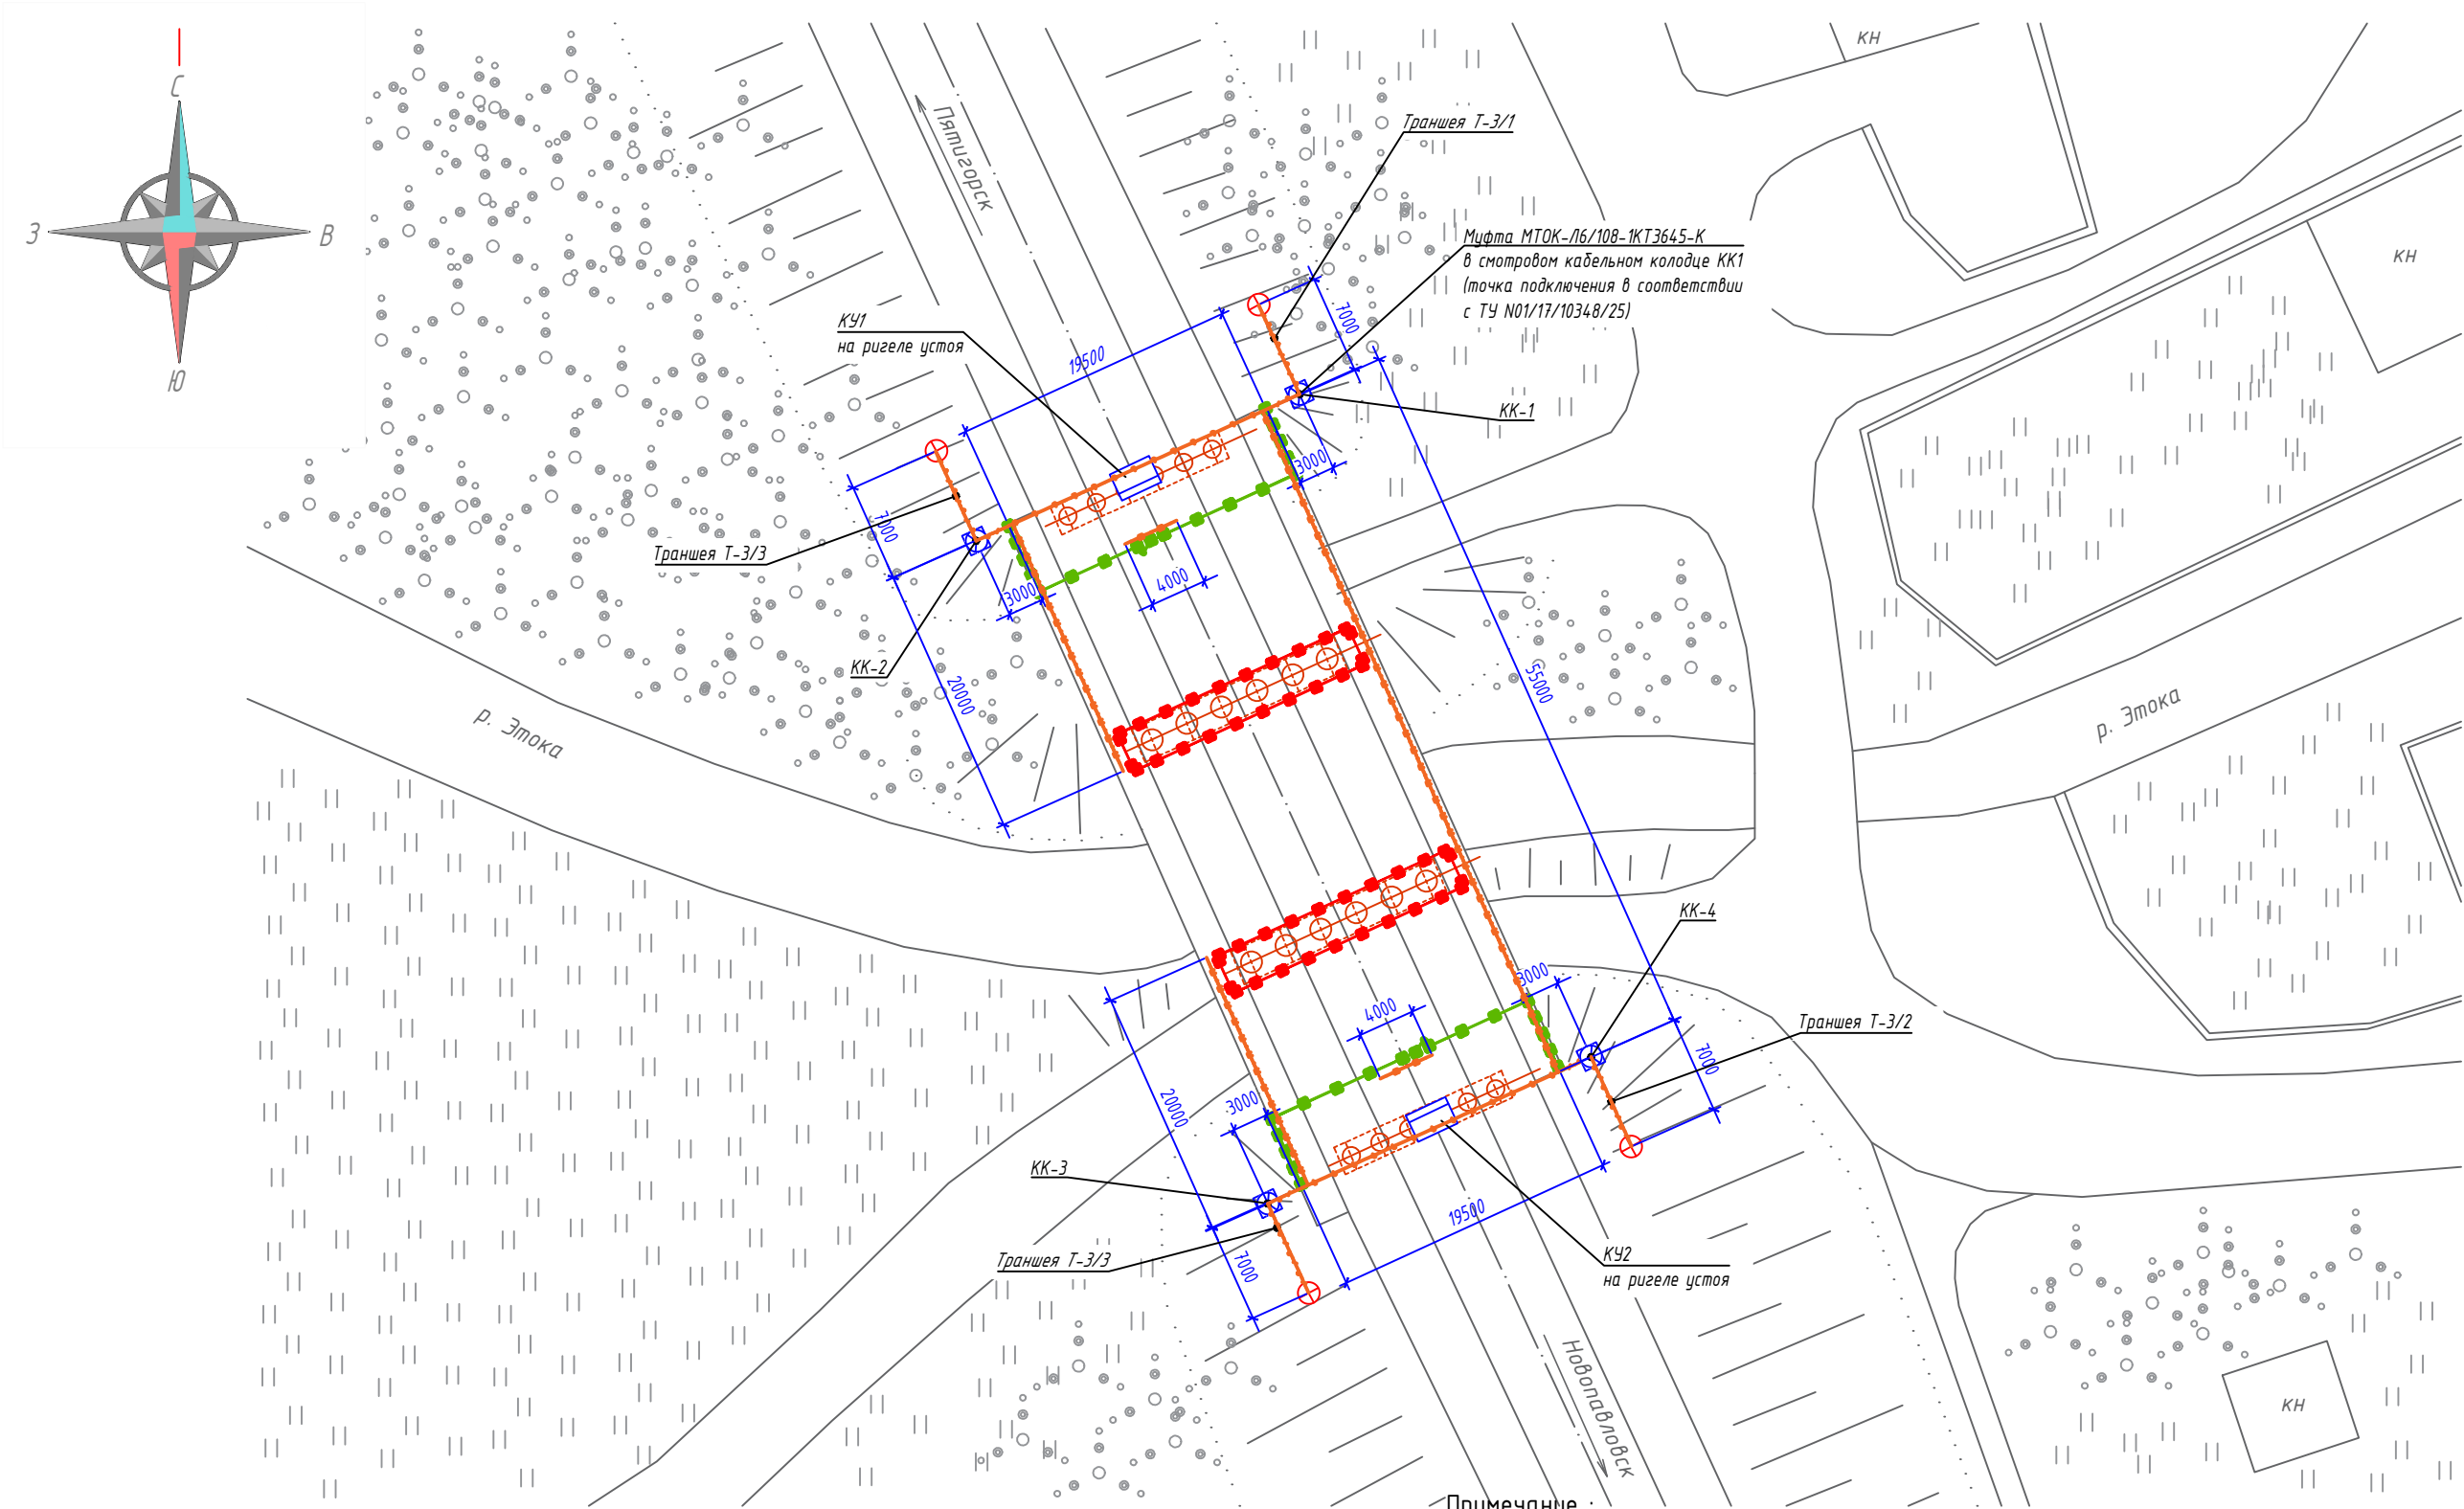 С
З
В
Ю
Пятигорск
КН
Траншея Т-3/1
Муфта МТОК-Л6/108-1КТ3645-К
в смотровом кабельном колодце КК1
(точка подключения в соответствии
с ТУ N01/17/10348/25)
КН
КУ1
на ригеле устоя
19500
7000
КК-1
3000
7000
Траншея Т-3/3
3000
4000
КК-2
20000
55000
р. Этока
р. Этока
КК-4
3000
4000
Траншея Т-3/2
7000
20000
3000
КК-3
19500
Траншея Т-3/3
7000
КУ2
на ригеле устоя
Новопавловск
КН
Примечание :